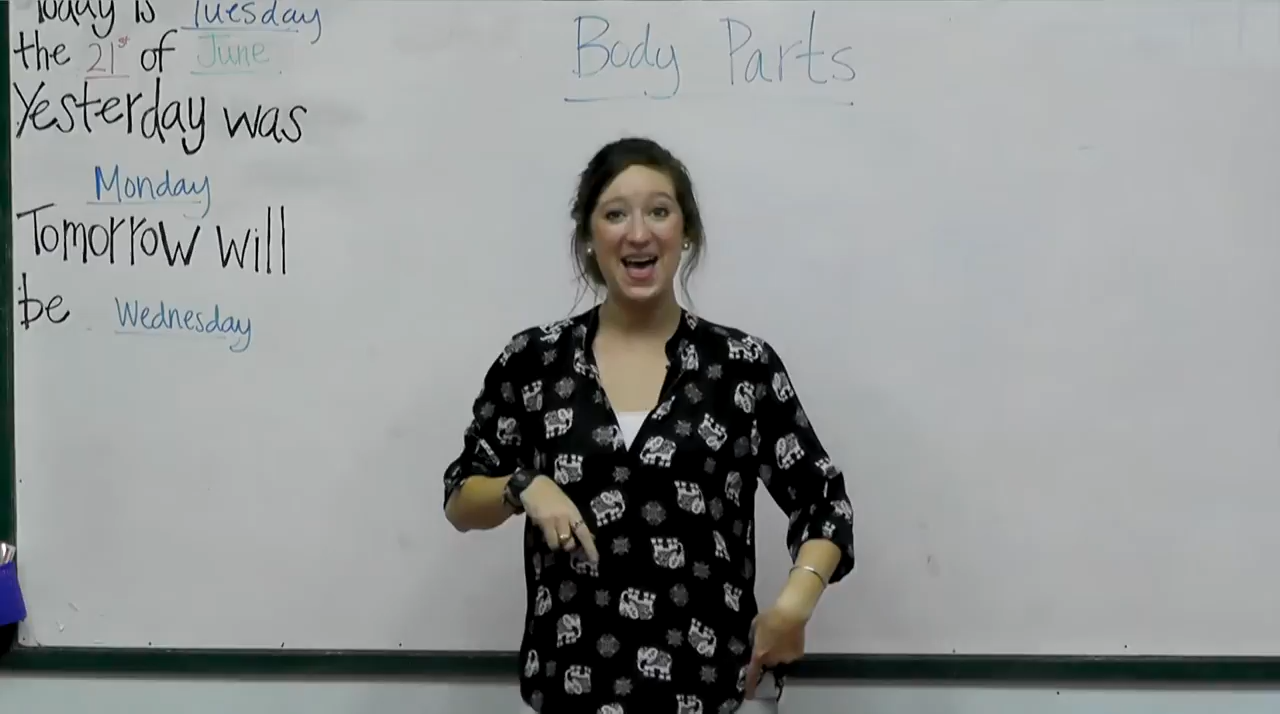 Today is Tuesday
the 21st of June
Yesterday was
Monday
Tomorrow will
be Wednesday
Body Parts